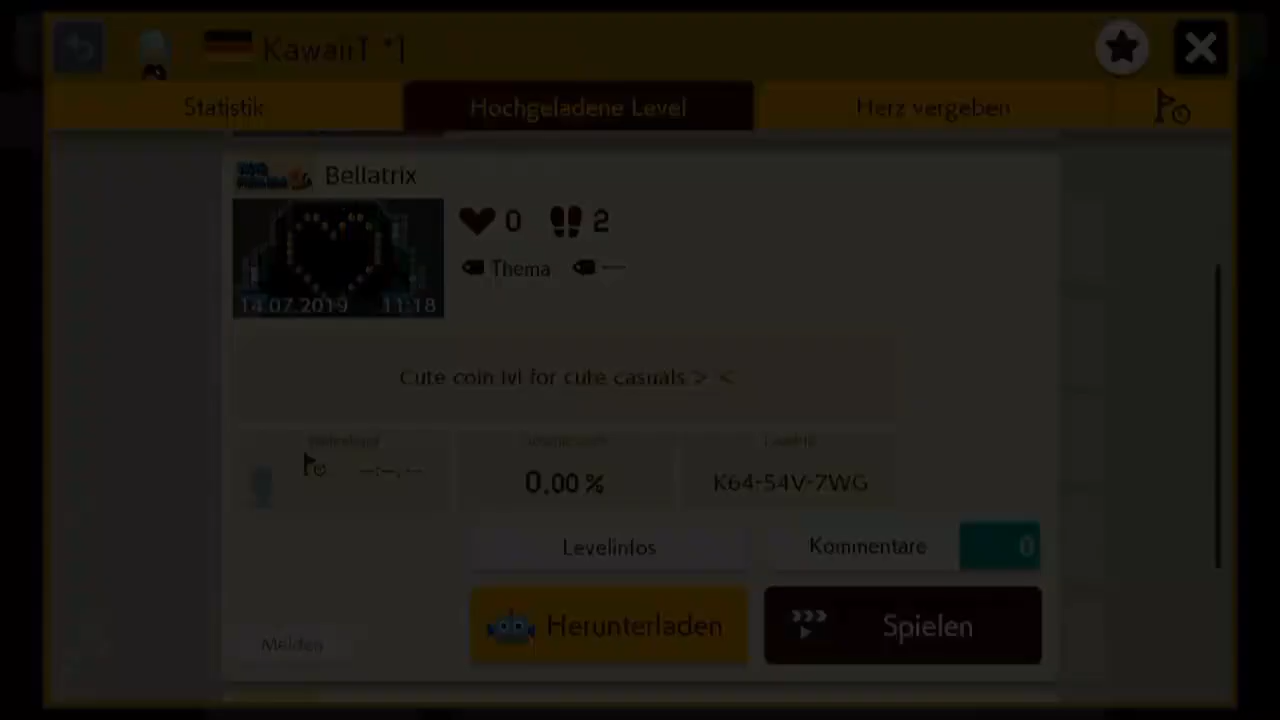 KawaiiT *]
Statistik
Hochgeladene Level
Herz vergeben
Bellatrix
0
2
Thema
---
14.07.2019 11:18
Cute coin lvl for cute casuals > <
--:--.---
0.00 %
K64-54V-7WG
Levelinfos
Kommentare
0
Herunterladen
Spielen
Melden